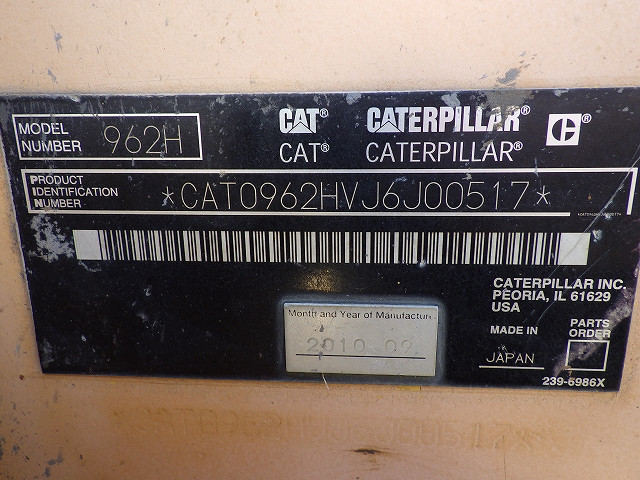 MODEL NUMBER 962H
CAT® CATERPILLAR® C®
CAT® CATERPILLAR®
PRODUCT IDENTIFICATION NUMBER *CAT0962HVJ6J00517*
CATERPILLAR INC.
PEORIA, IL 61629
USA
Month and Year of Manufacture
2010 02
MADE IN JAPAN
PARTS ORDER
239-6986X